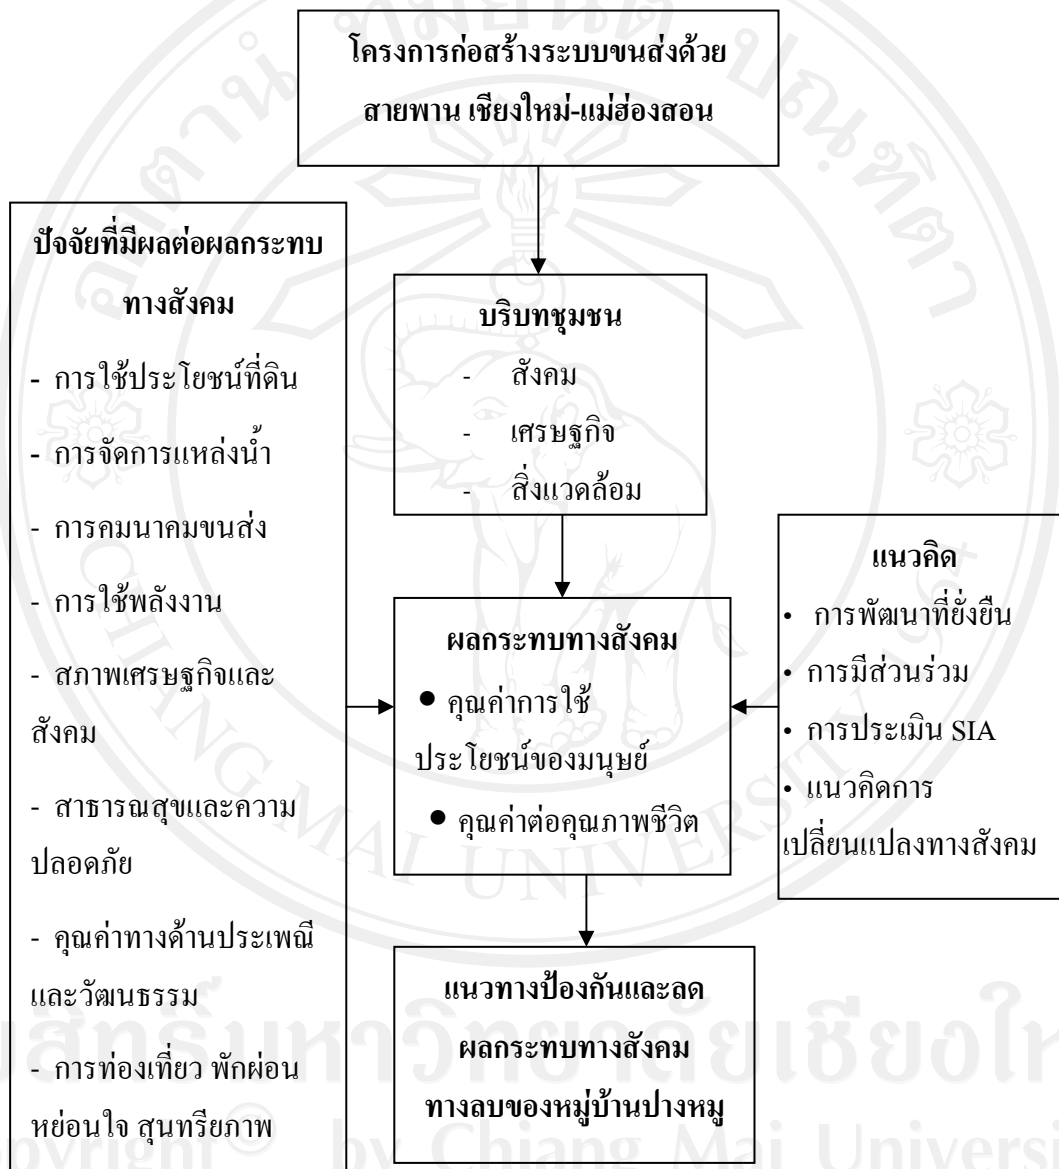 โครงการก่อสร้างระบบขนส่งด้วย
สายพาน เชียงใหม่-แม่ฮ่องสอน
ปัจจัยที่มีผลต่อผลกระทบ
ทางสังคม
- การใช้ประโยชน์ที่ดิน
- การจัดการแหล่งน้ำ
- การคมนาคมขนส่ง
- การใช้พลังงาน
- สภาพเศรษฐกิจและ
สังคม
- สาธารณสุขและความ
ปลอดภัย
- คุณค่าทางด้านประเพณี
และวัฒนธรรม
- การท่องเที่ยว พักผ่อน
หย่อนใจ สุนทรียภาพ
บริบทชุมชน
- สังคม
- เศรษฐกิจ
- สิ่งแวดล้อม
ผลกระทบทางสังคม
● คุณค่าการใช้
ประโยชน์ของมนุษย์
● คุณค่าต่อคุณภาพชีวิต
แนวคิด
• การพัฒนาที่ยั่งยืน
• การมีส่วนร่วม
• การประเมิน SIA
• แนวคิดการ
เปลี่ยนแปลงทางสังคม
แนวทางป้องกันและลด
ผลกระทบทางสังคม
ทางลบของหมู่บ้านปางหมู
CHIANG MAI UNIVERSITY 1964
by Chiang Mai